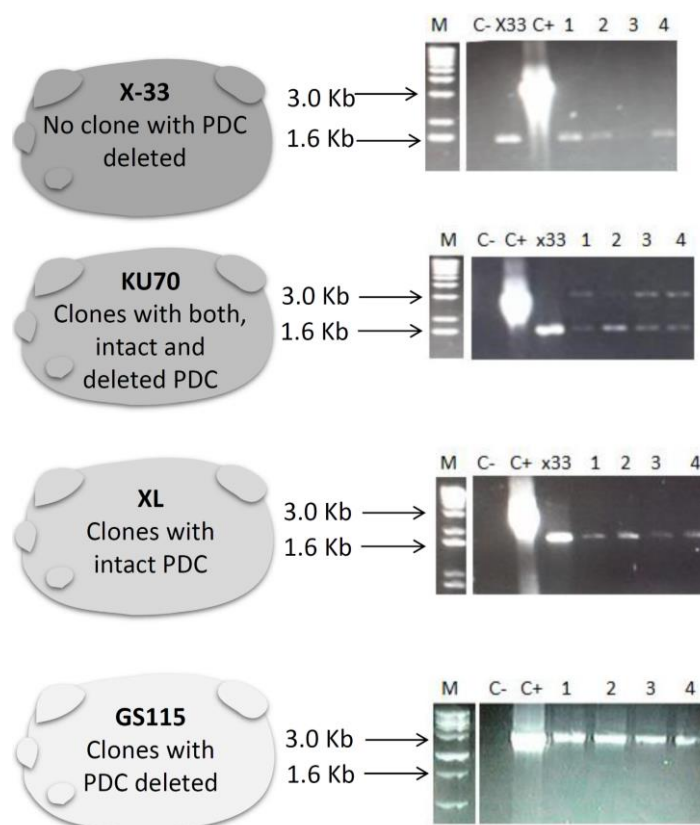 M C- X33 C+ 1 2 3 4
X-33
No clone with PDC
deleted
3.0 Kb
1.6 Kb
M C- C+ x33 1 2 3 4
KU70
Clones with both,
intact and
deleted PDC
3.0 Kb
1.6 Kb
M C- C+ x33 1 2 3 4
XL
Clones with
intact PDC
3.0 Kb
1.6 Kb
M C- C+ 1 2 3 4
GS115
Clones with
PDC deleted
3.0 Kb
1.6 Kb